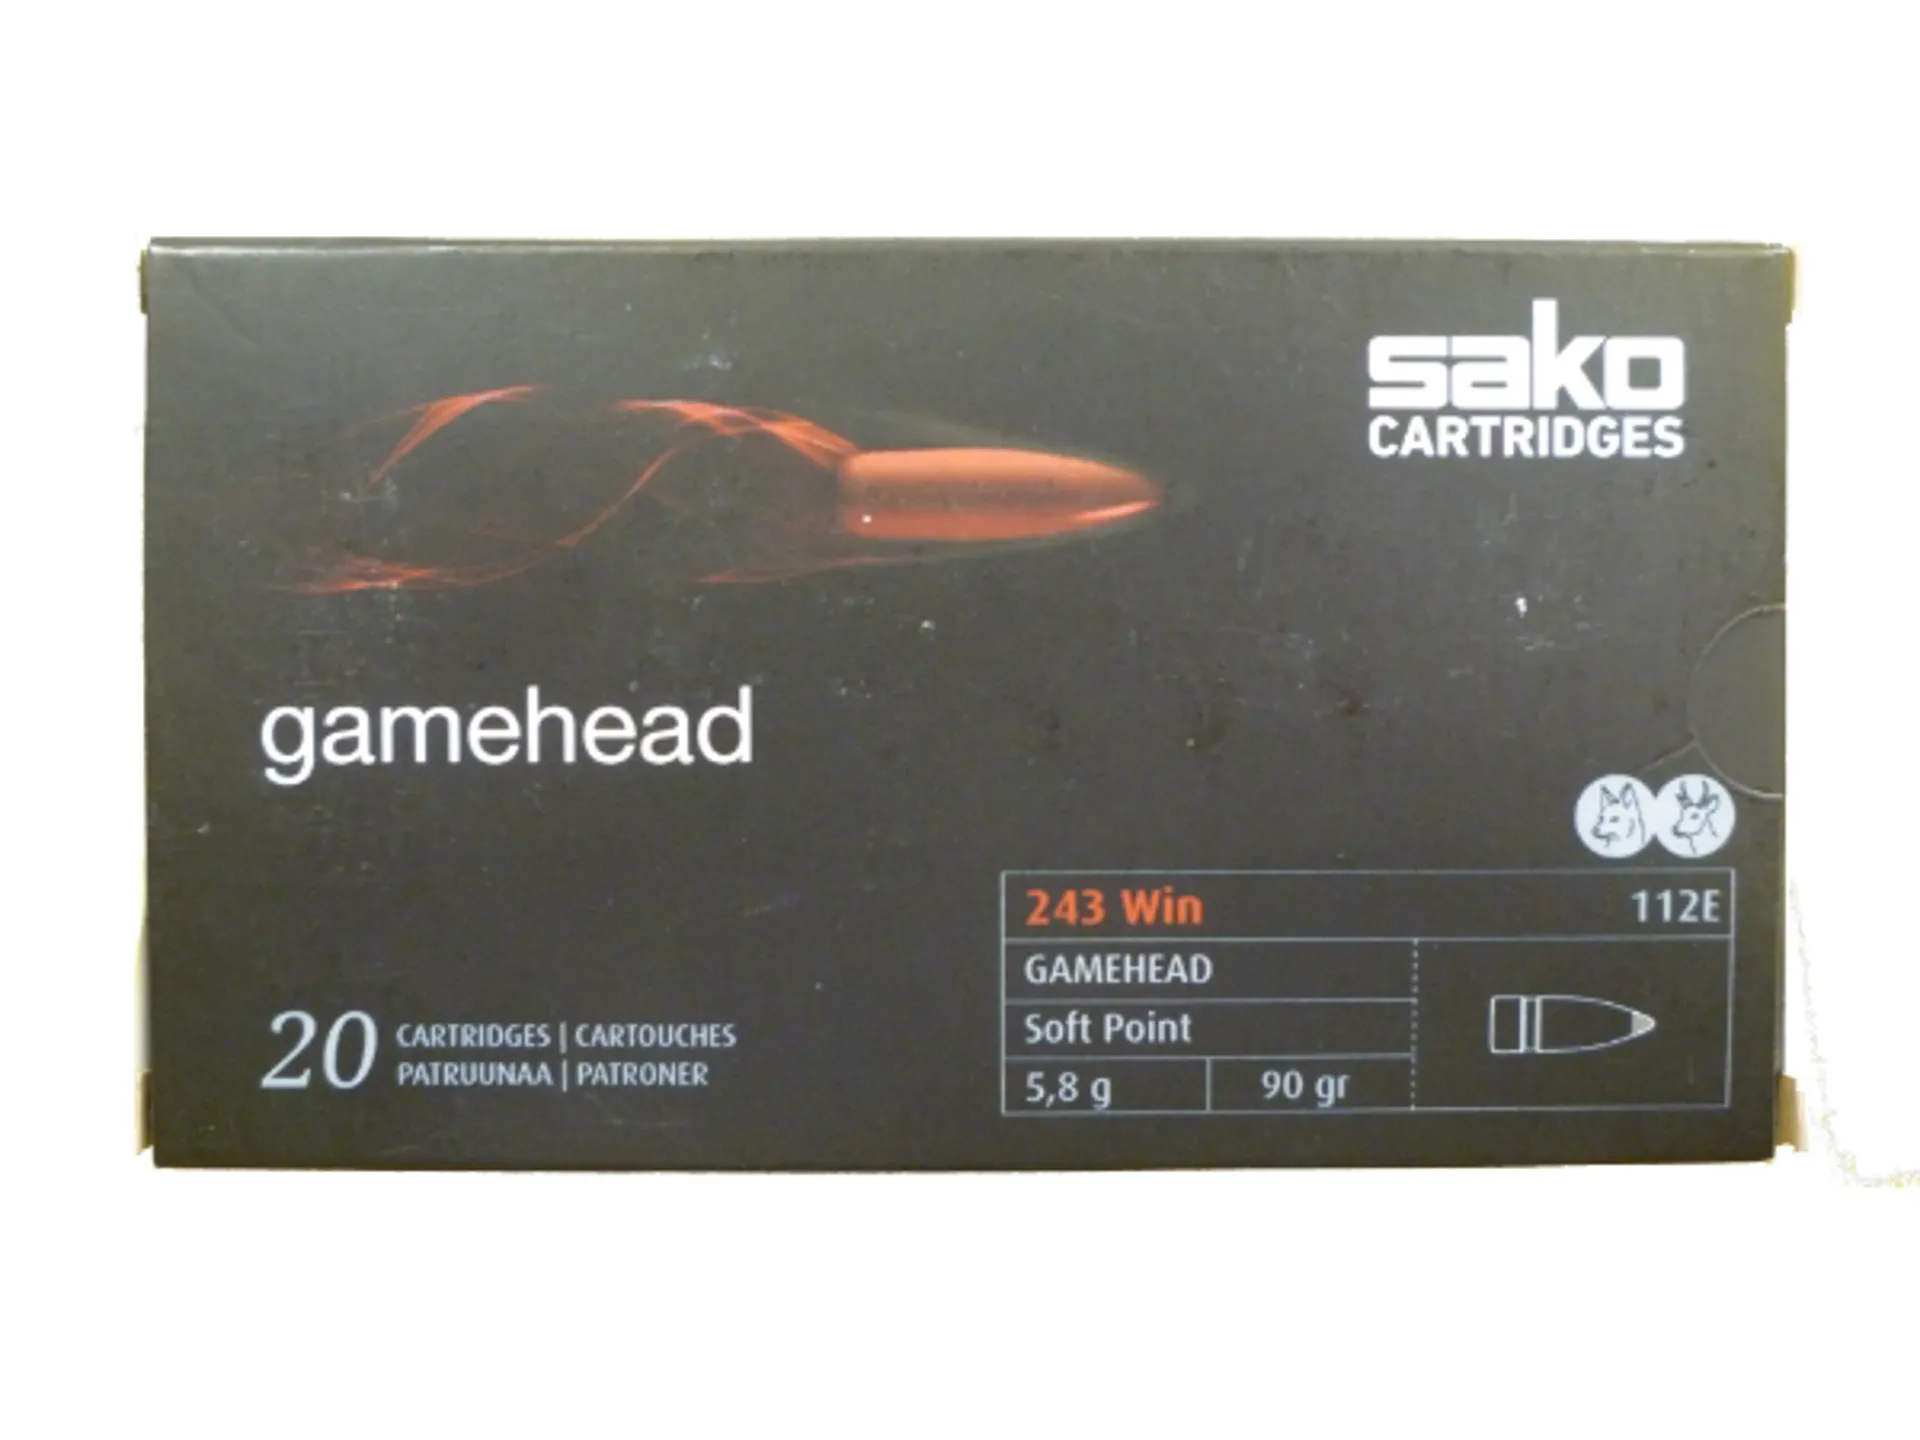 sako
CARTRIDGES
gamehead
243 Win 112E
GAMEHEAD
Soft Point
5,8 g 90 gr
20 CARTRIDGES | CARTOUCHES
PATRUUNAA | PATRONER